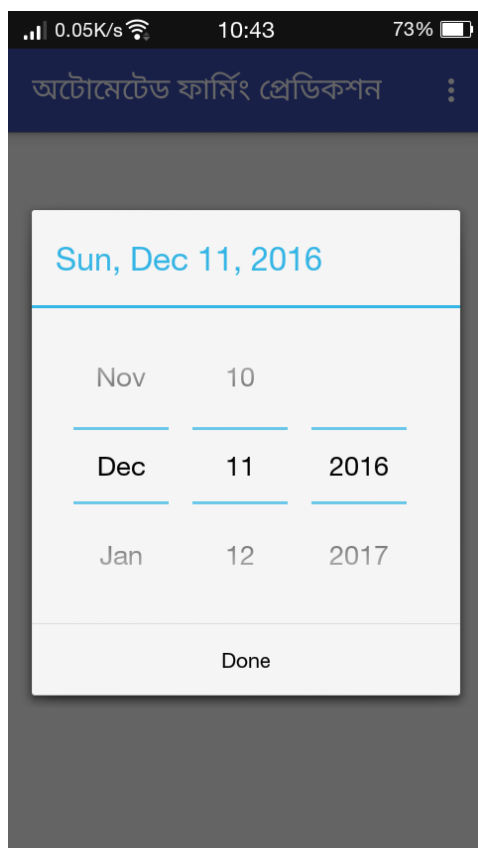 0.05K/s 10:43 73%
অটোমেটেড ফার্মিং প্রেডিকশন
Sun, Dec 11, 2016
Nov 10
Dec 11 2016
Jan 12 2017
Done